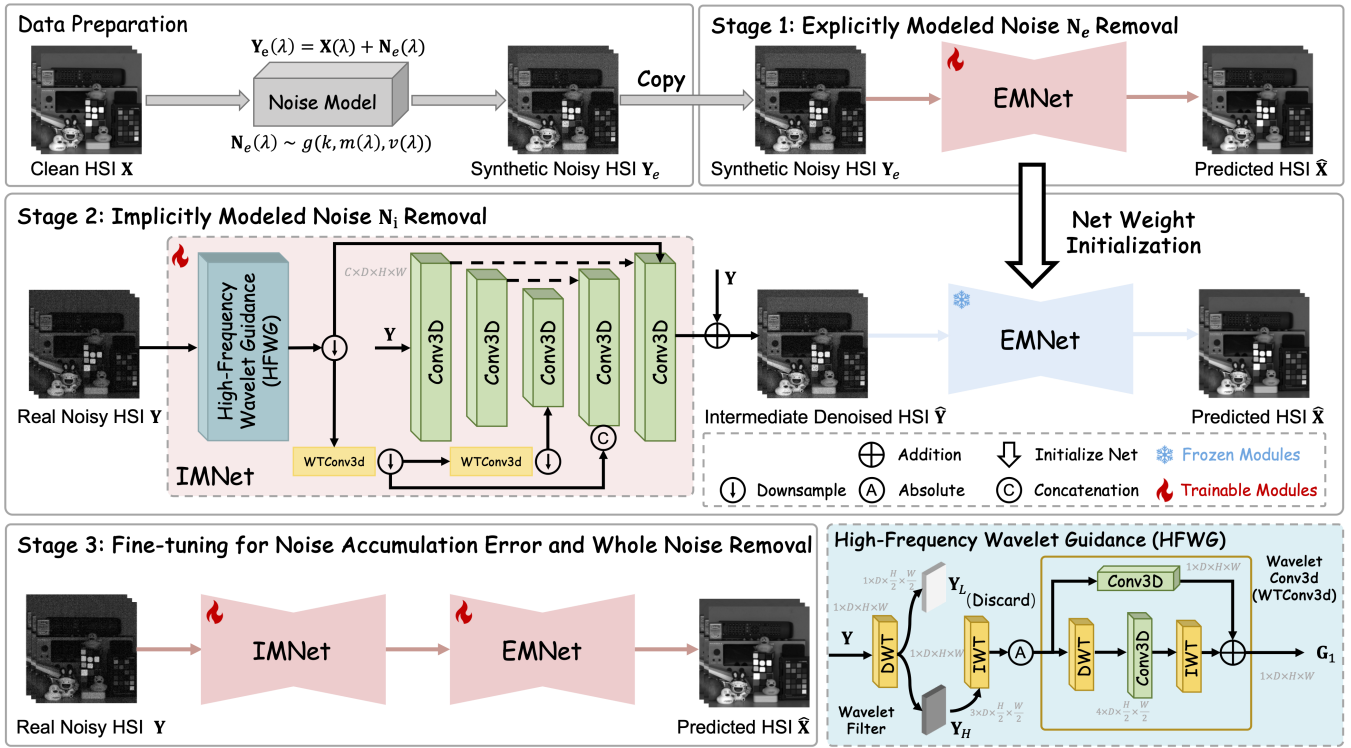 Data Preparation
𝐘e(λ) = 𝐗(λ) + 𝐍e(λ)
Noise Model
𝐍e(λ) ~ g(k, m(λ), v(λ))
Clean HSI 𝐗
Synthetic Noisy HSI 𝐘e
Copy
Stage 1: Explicitly Modeled Noise 𝐍e Removal
EMNet
Synthetic Noisy HSI 𝐘e
Predicted HSI 𝐗̂
Stage 2: Implicitly Modeled Noise 𝐍i Removal
Net Weight
Initialization
High-Frequency
Wavelet Guidance
(HFWG)
C×D×H×W
𝐘
Conv3D
Conv3D
Conv3D
Conv3D
Conv3D
𝐘
EMNet
Real Noisy HSI 𝐘
WTConv3d
WTConv3d
C
IMNet
Intermediate Denoised HSI 𝐘̂
Predicted HSI 𝐗̂
Addition
Initialize Net
Frozen Modules
Downsample
A
Absolute
C
Concatenation
Trainable Modules
Stage 3: Fine-tuning for Noise Accumulation Error and Whole Noise Removal
IMNet
EMNet
Real Noisy HSI 𝐘
Predicted HSI 𝐗̂
High-Frequency Wavelet Guidance (HFWG)
1×D×H/2×W/2
𝐘L
(Discard)
1×D×H×W
𝐘
DWT
1×D×H×W
IWT
A
Conv3D
1×D×H×W
Wavelet
Conv3d
(WTConv3d)
DWT
Conv3D
IWT
𝐆1
1×D×H×W
Wavelet
Filter
𝐘H
3×D×H/2×W/2
4×D×H/2×W/2